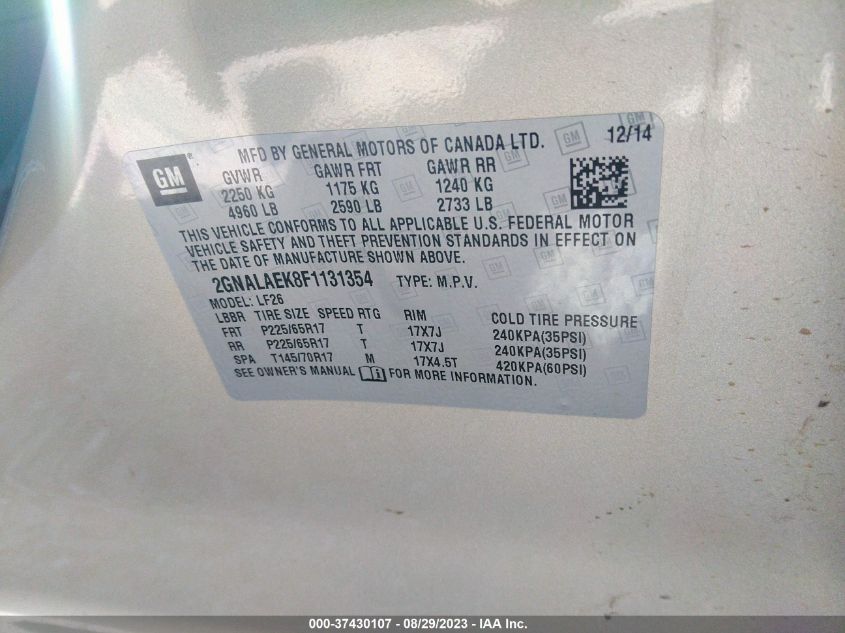 MFD BY GENERAL MOTORS OF CANADA LTD. 12/14
GM ®
GVWR GAWR FRT GAWR RR
2250 KG 1175 KG 1240 KG
4960 LB 2590 LB 2733 LB
THIS VEHICLE CONFORMS TO ALL APPLICABLE U.S. FEDERAL MOTOR
VEHICLE SAFETY AND THEFT PREVENTION STANDARDS IN EFFECT ON
THE DATE OF MANUFACTURE SHOWN ABOVE.
2GNALAEK8F1131354 TYPE: M.P.V.
MODEL: LF26
LBBR TIRE SIZE SPEED RTG RIM COLD TIRE PRESSURE
FRT P225/65R17 T 17X7J 240KPA(35PSI)
RR P225/65R17 T 17X7J 240KPA(35PSI)
SPA T145/70R17 M 17X4.5T 420KPA(60PSI)
SEE OWNER'S MANUAL FOR MORE INFORMATION.
000-37430107 - 08/29/2023 - IAA Inc.